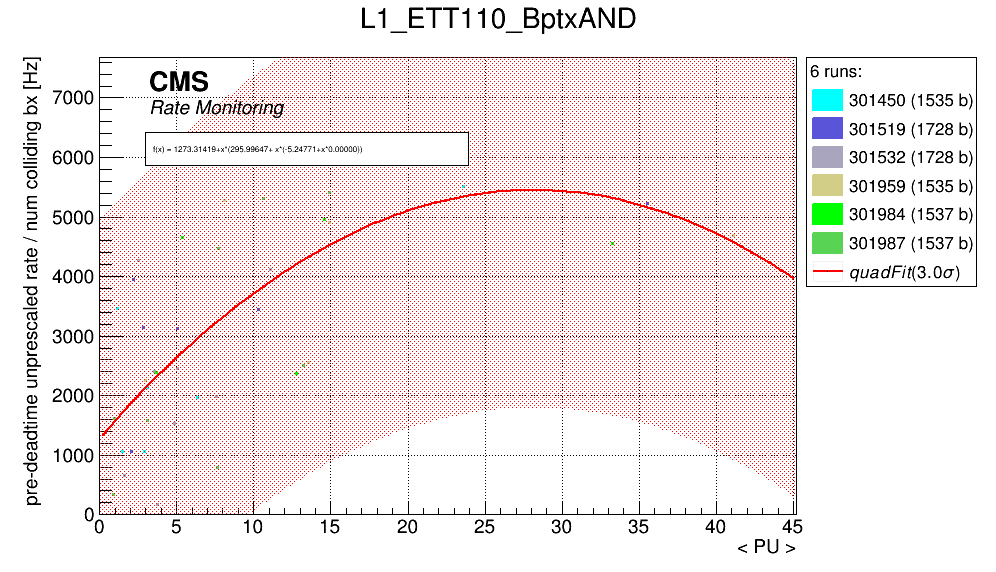 L1_ETT110_BptxAND
pre-deadtime unprescaled rate / num colliding bx [Hz]
CMS
Rate Monitoring
f(x) = 1273.31419+x*(295.99647+ x*(-5.24771+x*0.00000))
7000
6000
5000
4000
3000
2000
1000
0
0 5 10 15 20 25 30 35 40 45
< PU >
6 runs:
301450 (1535 b)
301519 (1728 b)
301532 (1728 b)
301959 (1535 b)
301984 (1537 b)
301987 (1537 b)
quadFit(3.0σ)